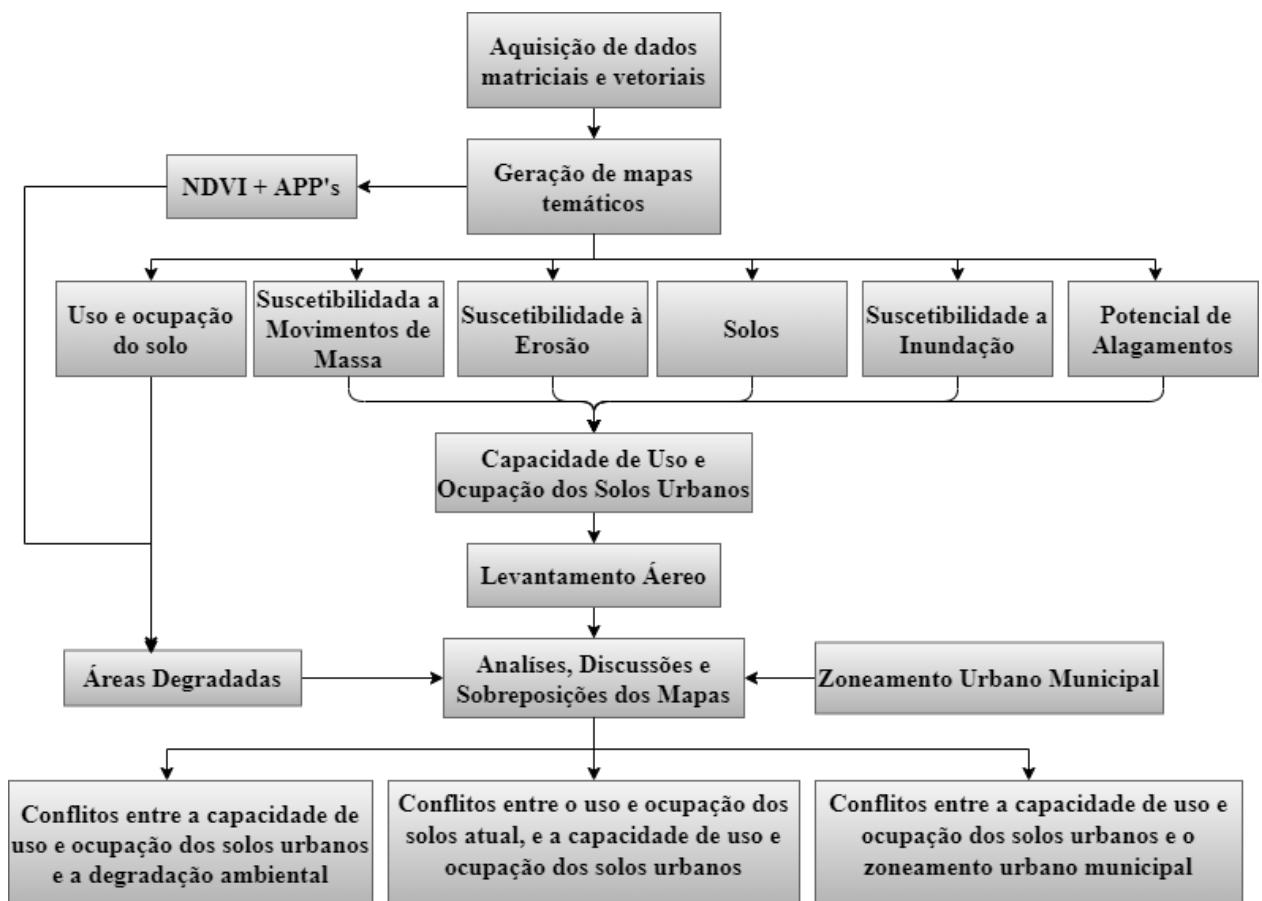 Aquisição de dados
matriciais e vetoriais
NDVI + APP's
Geração de mapas
temáticos
Uso e ocupação
do solo
Suscetibilidada a
Movimentos de
Massa
Suscetibilidade à
Erosão
Solos
Suscetibilidade a
Inundação
Potencial de
Alagamentos
Capacidade de Uso e
Ocupação dos Solos Urbanos
Levantamento Áereo
Áreas Degradadas
Analíses, Discussões e
Sobreposições dos Mapas
Zoneamento Urbano Municipal
Conflitos entre a capacidade de
uso e ocupação dos solos urbanos
e a degradação ambiental
Conflitos entre o uso e ocupação dos
solos atual, e a capacidade de uso e
ocupação dos solos urbanos
Conflitos entre a capacidade de uso e
ocupação dos solos urbanos e o
zoneamento urbano municipal